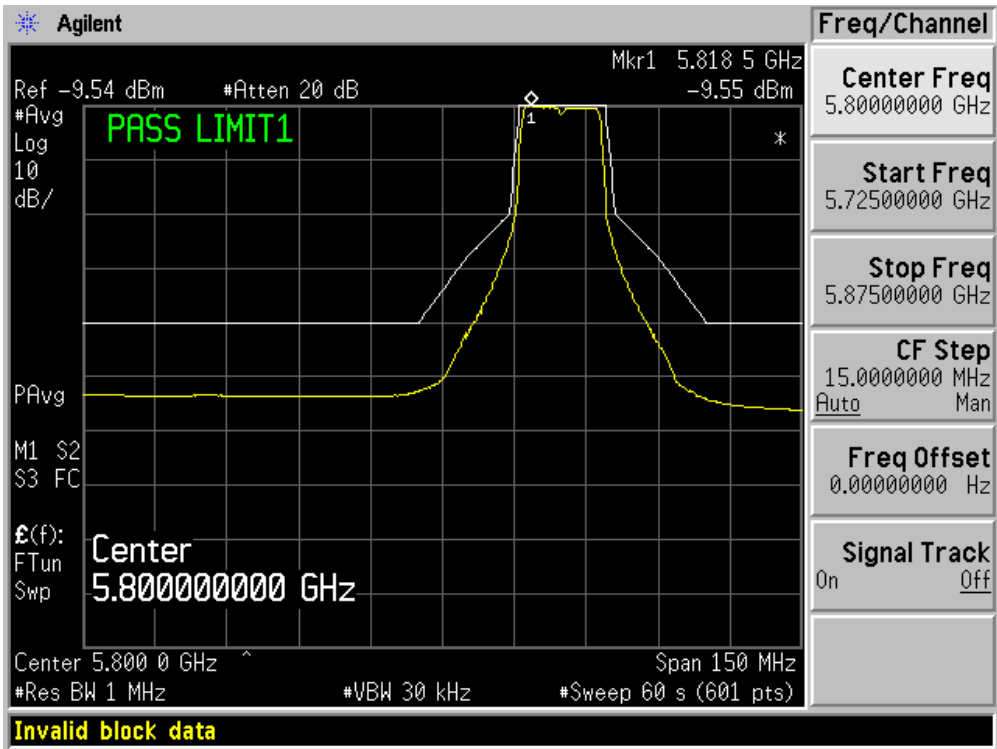 Agilent
Freq/Channel
Mkr1 5.818 5 GHz
Ref -9.54 dBm #Atten 20 dB -9.55 dBm
#Avg
Log
10
dB/
PASS LIMIT1
1
*
PAvg
M1 S2
S3 FC
£(f):
FTun
Swp
Center
5.800000000 GHz
Center 5.800 0 GHz ^ Span 150 MHz
#Res BW 1 MHz #VBW 30 kHz #Sweep 60 s (601 pts)
Invalid block data
Center Freq
5.80000000 GHz
Start Freq
5.72500000 GHz
Stop Freq
5.87500000 GHz
CF Step
15.0000000 MHz
Auto Man
Freq Offset
0.00000000 Hz
Signal Track
On Off